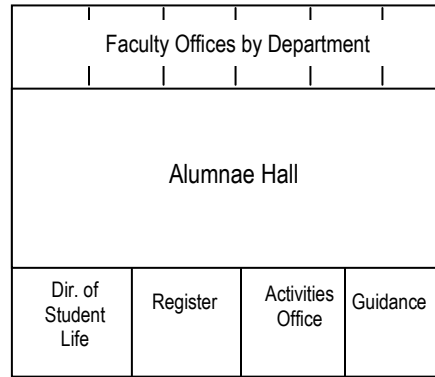 Faculty Offices by Department
Alumnae Hall
Dir. of
Student
Life
Register
Activities
Office
Guidance